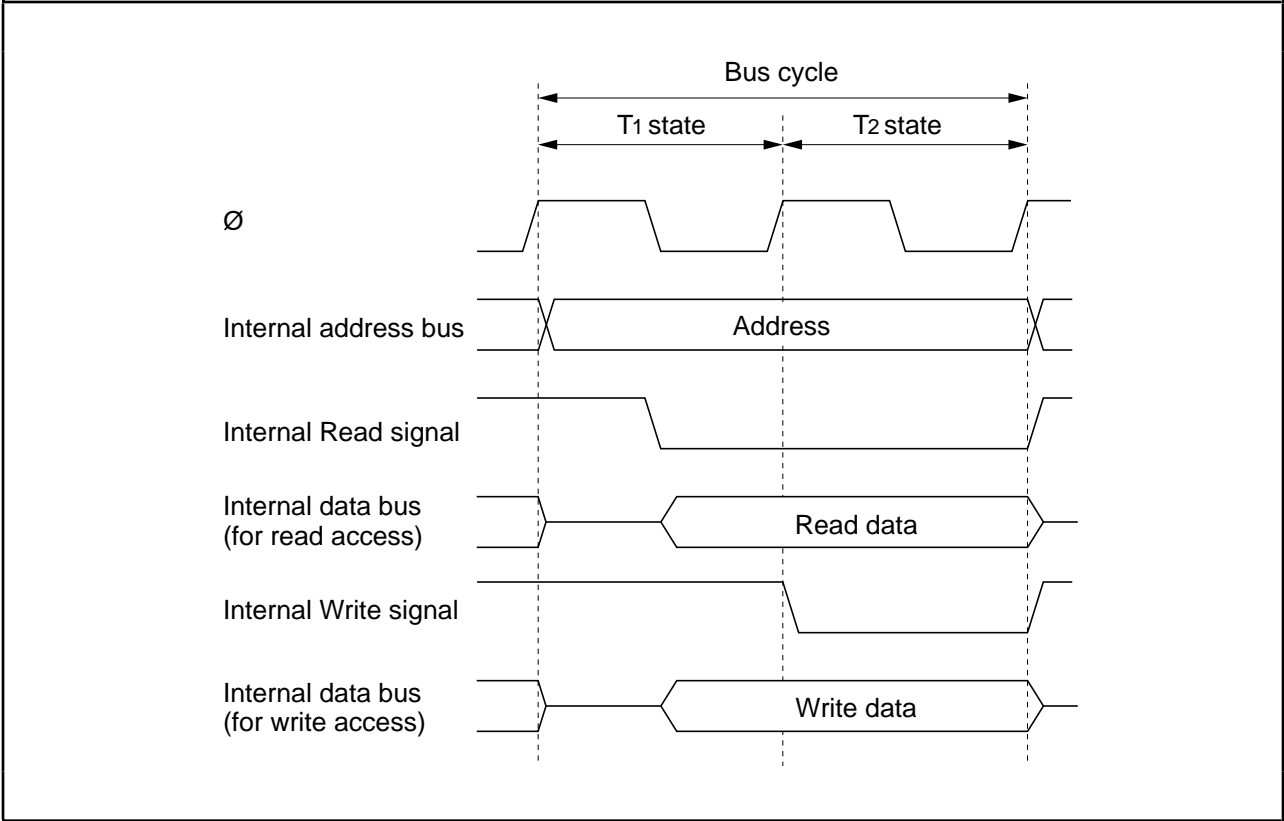 Bus cycle
T1 state
T2 state
Ø
Internal address bus
Address
Internal Read signal
Internal data bus
(for read access)
Read data
Internal Write signal
Internal data bus
(for write access)
Write data